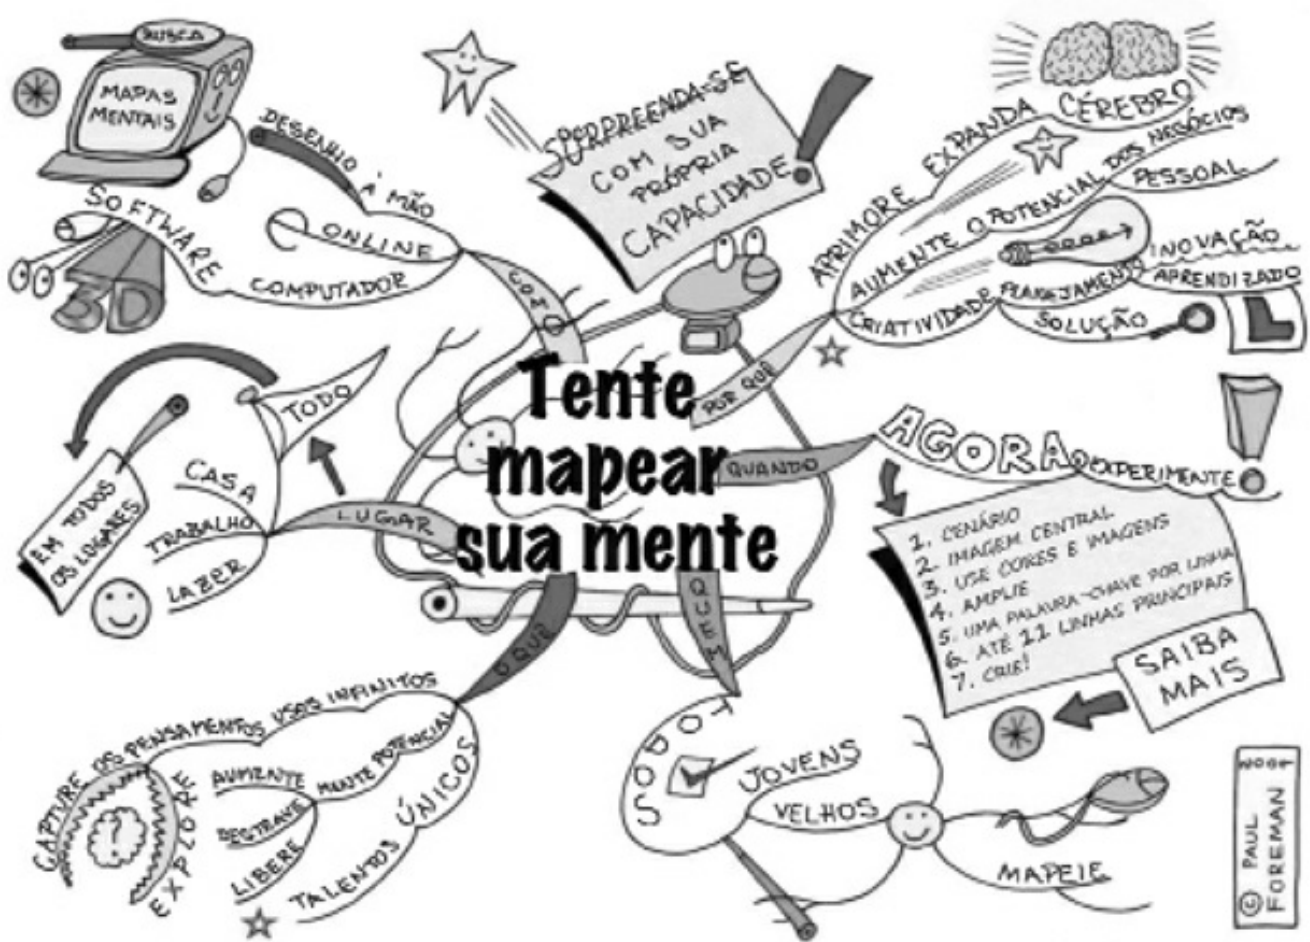 BUSCA
MAPAS
MENTAIS
DESENHO À MÃO
ONLINE
SOFTWARE
COMPUTADOR
3D
COMO
SURPREENDA-SE
COM SUA
PRÓPRIA
CAPACIDADE
APRIMORE EXPANDA CÉREBRO
AUMENTE O POTENCIAL DOS NEGÓCIOS
PESSOAL
CRIATIVIDADE PLANEJAMENTO INOVAÇÃO
APRENDIZADO
SOLUÇÃO
L
POR QUÊ
Tente
mapear
sua mente
TODO
CASA
TRABALHO
LAZER
LUGAR
EM TODOS
OS LUGARES
QUANDO
AGORA EXPERIMENTE
1. CENÁRIO
2. IMAGEM CENTRAL
3. USE CORES E IMAGENS
4. AMPLIE
5. UMA PALAVRA-CHAVE POR LINHA
6. ATÉ 11 LINHAS PRINCIPAIS
7. CRIE!
SAIBA
MAIS
O QUÊ
CAPTURE OS PENSAMENTOS USOS INFINITOS
EXPLORE
AUMENTE
DESTRAVE
LIBERE
MENTE POTENCIAL
TALENTOS ÚNICOS
QUEM
TODOS
JOVENS
VELHOS
MAPEIE
© PAUL
FOREMAN